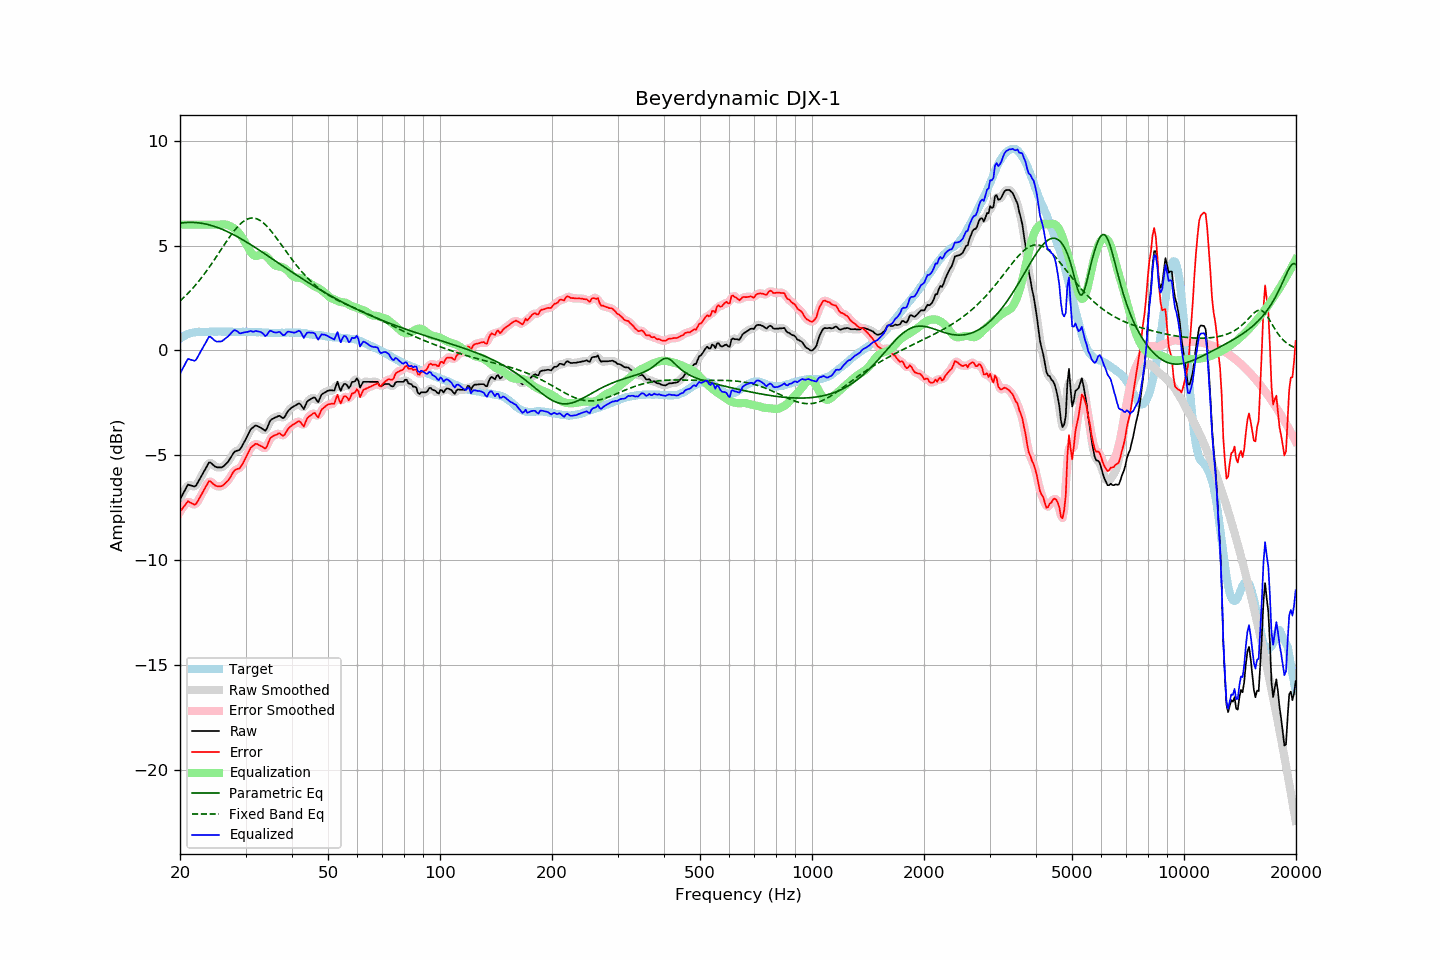 Beyerdynamic DJX-1
Amplitude (dBr)
10
5
0
−5
−10
−15
−20
Target
Raw Smoothed
Error Smoothed
Raw
Error
Equalization
Parametric Eq
Fixed Band Eq
Equalized
20
50
100
200
500
1000
2000
5000
10000
20000
Frequency (Hz)